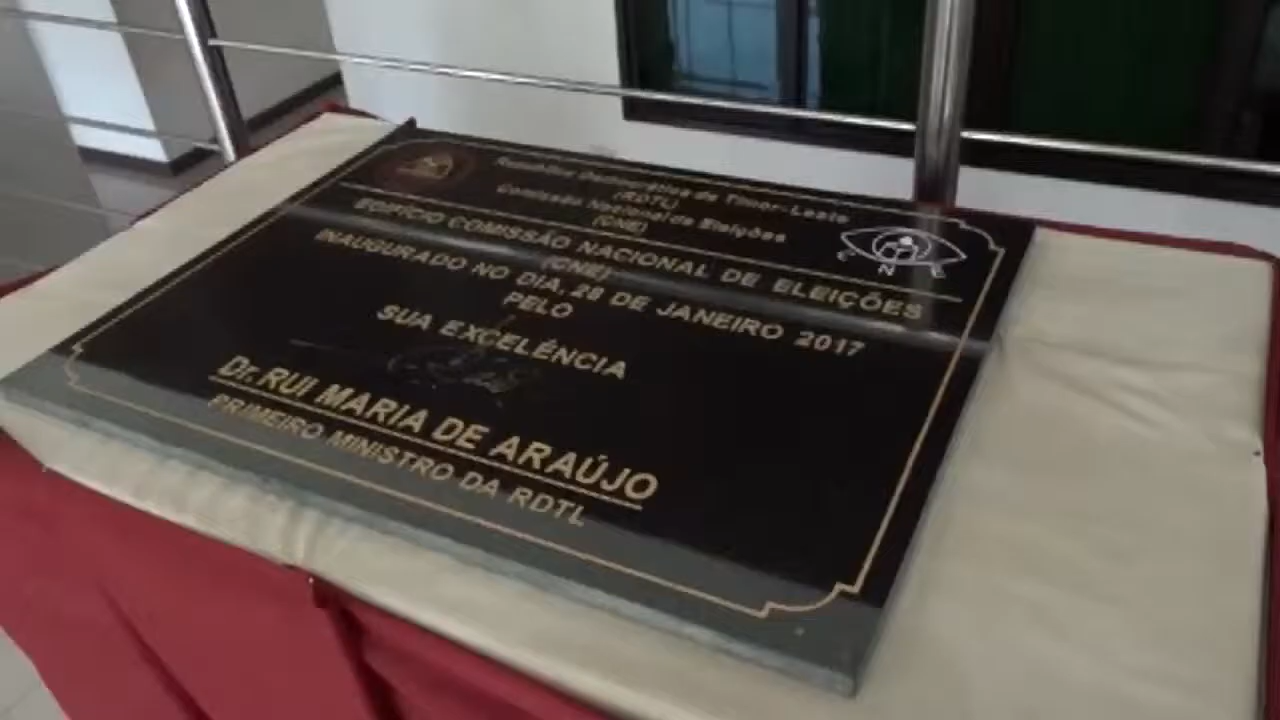 República Democrática de Timor-Leste
(RDTL)
Comissão Nacional de Eleições
(CNE)
C N E
EDIFÍCIO COMISSÃO NACIONAL DE ELEIÇÕES
(CNE)
INAUGURADO NO DIA, 28 DE JANEIRO 2017
PELO
SUA EXCELÊNCIA
Dr. RUI MARIA DE ARAÚJO
PRIMEIRO MINISTRO DA RDTL